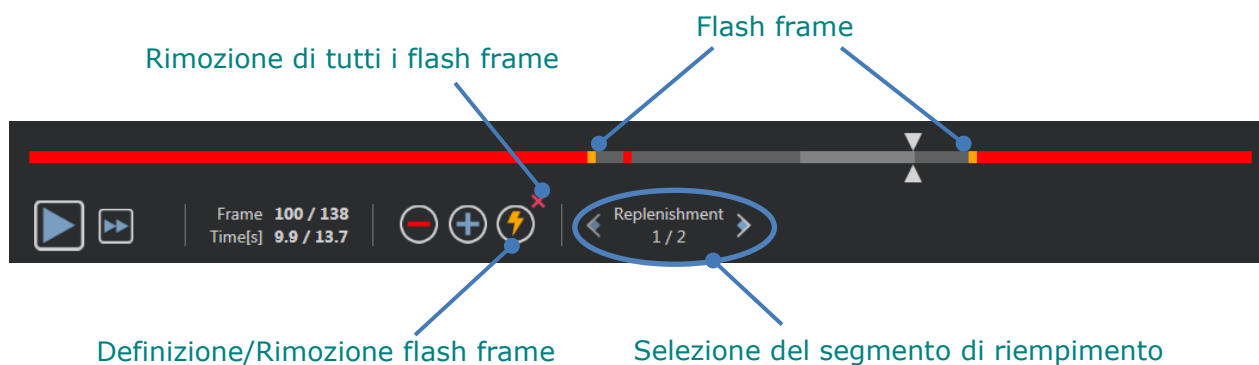 Flash frame
Rimozione di tutti i flash frame
Frame 100 / 138
Time[s] 9.9 / 13.7
Replenishment
1 / 2
Definizione/Rimozione flash frame
Selezione del segmento di riempimento